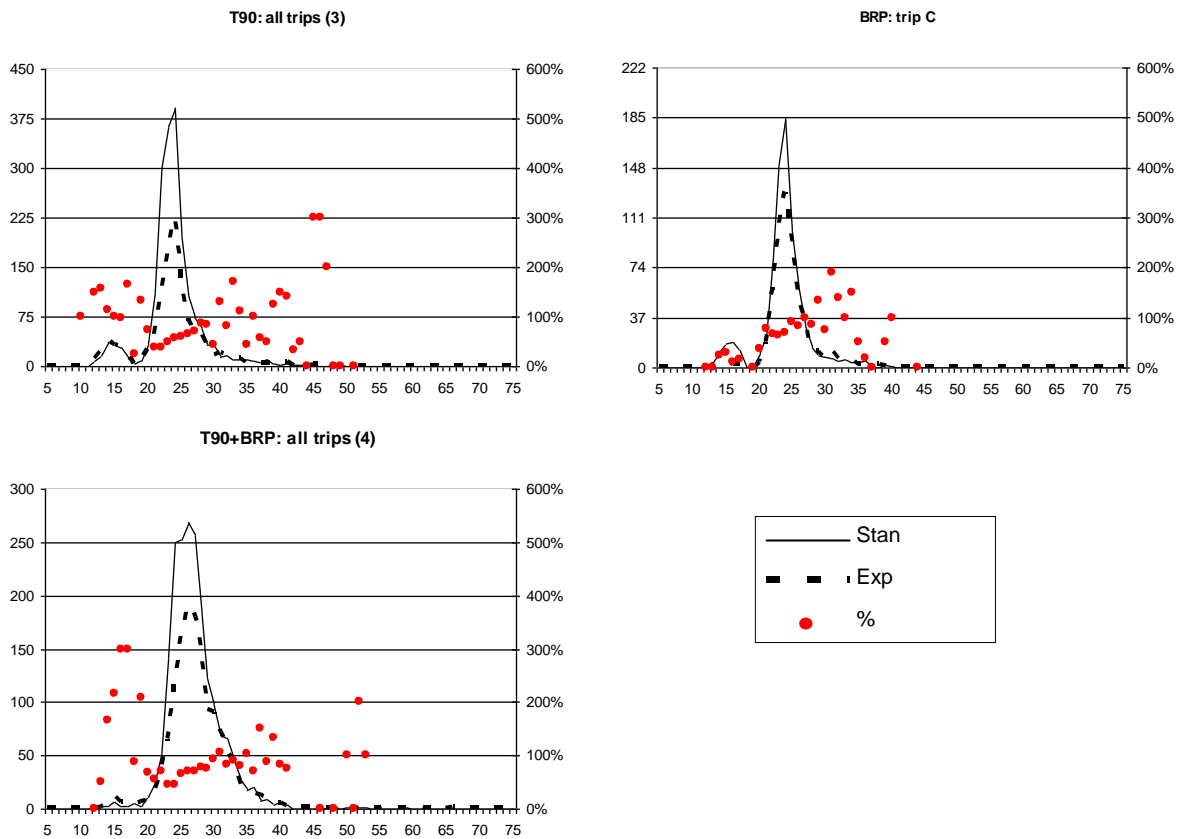 T90: all trips (3)
450 375 300 225 150 75 0
600% 500% 400% 300% 200% 100% 0%
5 10 15 20 25 30 35 40 45 50 55 60 65 70 75
BRP: trip C
222 185 148 111 74 37 0
600% 500% 400% 300% 200% 100% 0%
5 10 15 20 25 30 35 40 45 50 55 60 65 70 75
T90+BRP: all trips (4)
300 250 200 150 100 50 0
600% 500% 400% 300% 200% 100% 0%
5 10 15 20 25 30 35 40 45 50 55 60 65 70 75
Stan
Exp
%